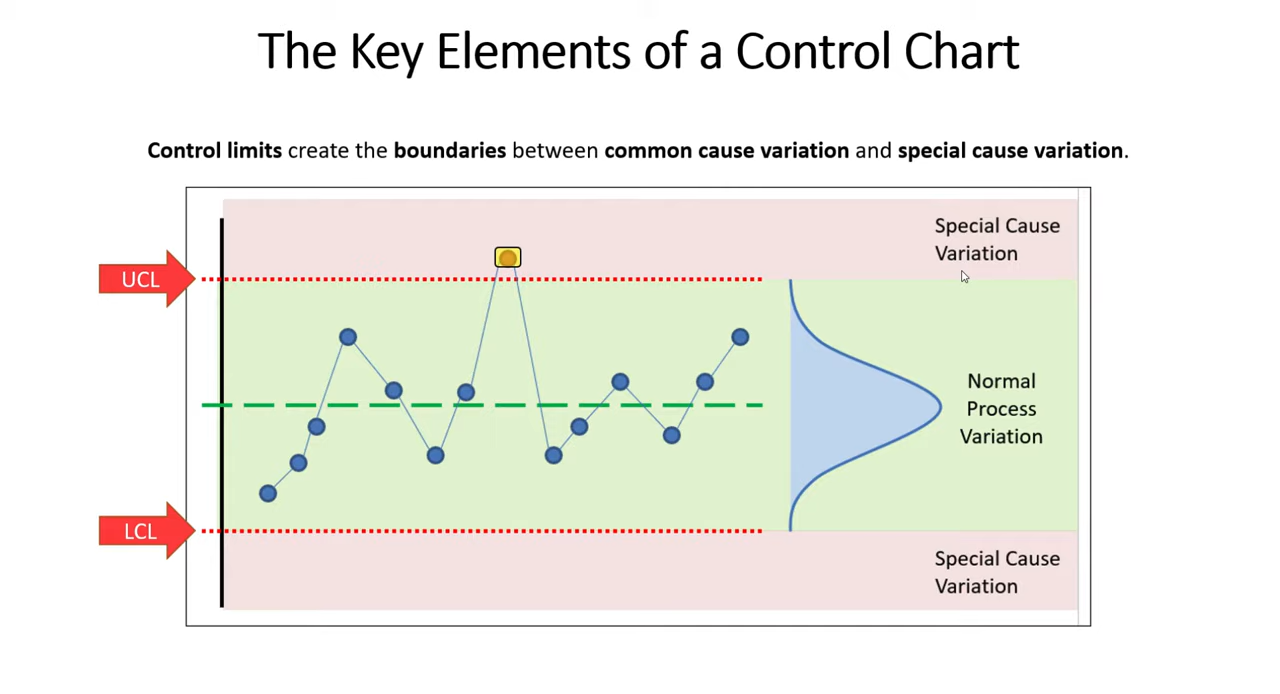 The Key Elements of a Control Chart
Control limits create the boundaries between common cause variation and special cause variation.
Special Cause
Variation
UCL
Normal
Process
Variation
LCL
Special Cause
Variation